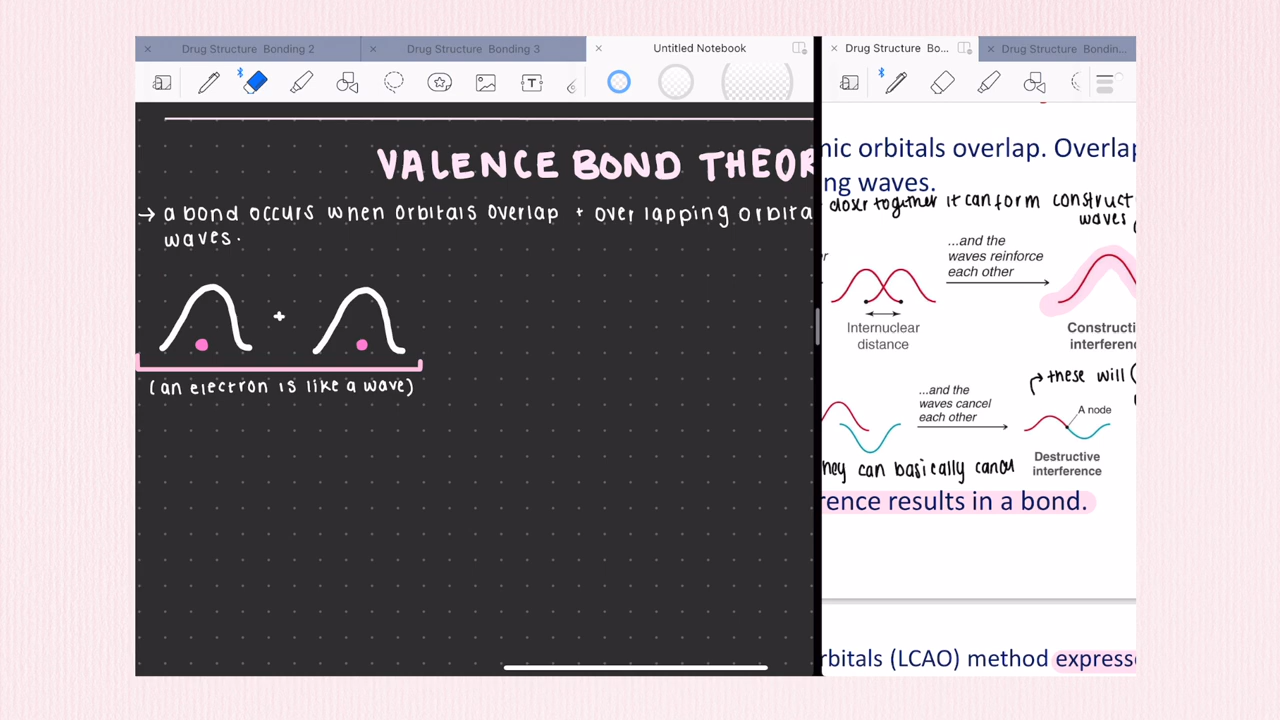 Drug Structure Bonding 2
Drug Structure Bonding 3
Untitled Notebook
VALENCE BOND THEOR
→ a bond occurs when orbitals overlap + overlapping orbita
waves.
+
(an electron is like a wave)
Drug Structure Bo...
Drug Structure Bondin...
nic orbitals overlap. Overlap
ng waves.
closer together it can form construct
waves
...and the
waves reinforce
each other
Internuclear
distance
Constructi
interferenc
→ these will (
...and the
waves cancel
each other
A node
Destructive
interference
hey can basically cancel
rence results in a bond.
rbitals (LCAO) method express